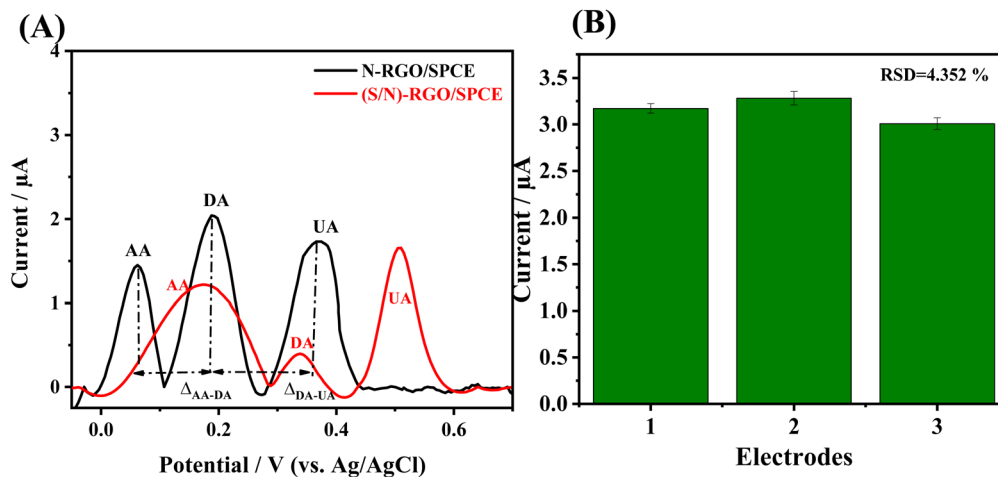 (A)
N-RGO/SPCE
(S/N)-RGO/SPCE
4
3
2
1
0
Current / µA
AA
DA
UA
AA
DA
UA
Δ AA-DA
Δ DA-UA
0.0 0.2 0.4 0.6
Potential / V (vs. Ag/AgCl)
(B)
RSD=4.352 %
3.5
3.0
2.5
2.0
1.5
1.0
0.5
0.0
Current / µA
1 2 3
Electrodes